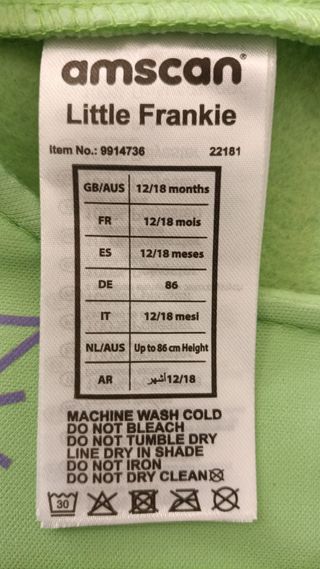 amscan®
Little Frankie
Item No.: 9914736 22181
GB/AUS 12/18 months
FR 12/18 mois
ES 12/18 meses
DE 86
IT 12/18 mesi
NL/AUS Up to 86 cm Height
AR 12/18 أشهر
MACHINE WASH COLD
DO NOT BLEACH
DO NOT TUMBLE DRY
LINE DRY IN SHADE
DO NOT IRON
DO NOT DRY CLEAN
30